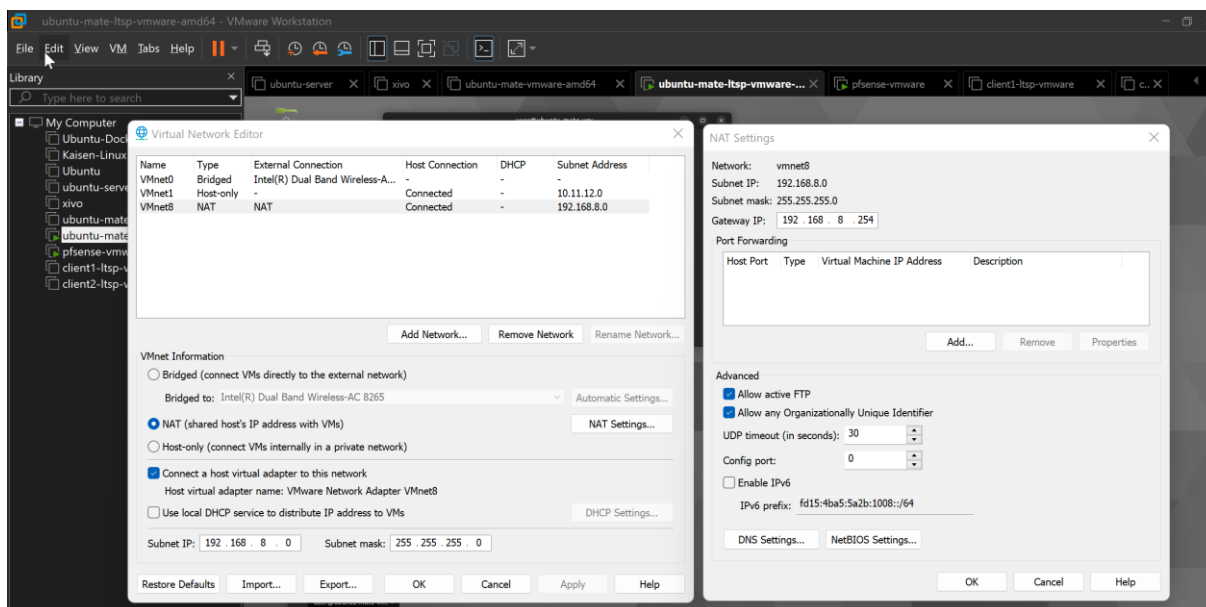 ubuntu-mate-ltsp-vmware-amd64 - VMware Workstation
File Edit View VM Tabs Help
Library
Type here to search
ubuntu-server
xivo
ubuntu-mate-vmware-amd64
ubuntu-mate-ltsp-vmware-...
pfsense-vmware
client1-ltsp-vmware
c...
My Computer
Ubuntu-Doc
Kaisen-Linux
Ubuntu
ubuntu-serve
xivo
ubuntu-mate
ubuntu-mate
pfsense-vmw
client1-ltsp-v
client2-ltsp-v
Virtual Network Editor
Name Type External Connection Host Connection DHCP Subnet Address
VMnet0 Bridged Intel(R) Dual Band Wireless-A... - - -
VMnet1 Host-only - Connected - 10.11.12.0
VMnet8 NAT NAT Connected - 192.168.8.0
Add Network... Remove Network Rename Network...
VMnet Information
Bridged (connect VMs directly to the external network)
Bridged to: Intel(R) Dual Band Wireless-AC 8265 Automatic Settings...
NAT (shared host's IP address with VMs) NAT Settings...
Host-only (connect VMs internally in a private network)
Connect a host virtual adapter to this network
Host virtual adapter name: VMware Network Adapter VMnet8
Use local DHCP service to distribute IP address to VMs DHCP Settings...
Subnet IP: 192 . 168 . 8 . 0 Subnet mask: 255 . 255 . 255 . 0
Restore Defaults Import... Export... OK Cancel Apply Help
NAT Settings
Network: vmnet8
Subnet IP: 192.168.8.0
Subnet mask: 255.255.255.0
Gateway IP: 192 . 168 . 8 . 254
Port Forwarding
Host Port Type Virtual Machine IP Address Description
Add... Remove Properties
Advanced
Allow active FTP
Allow any Organizationally Unique Identifier
UDP timeout (in seconds): 30
Config port: 0
Enable IPv6
IPv6 prefix: fd15:4ba5:5a2b:1008::/64
DNS Settings... NetBIOS Settings...
OK Cancel Help